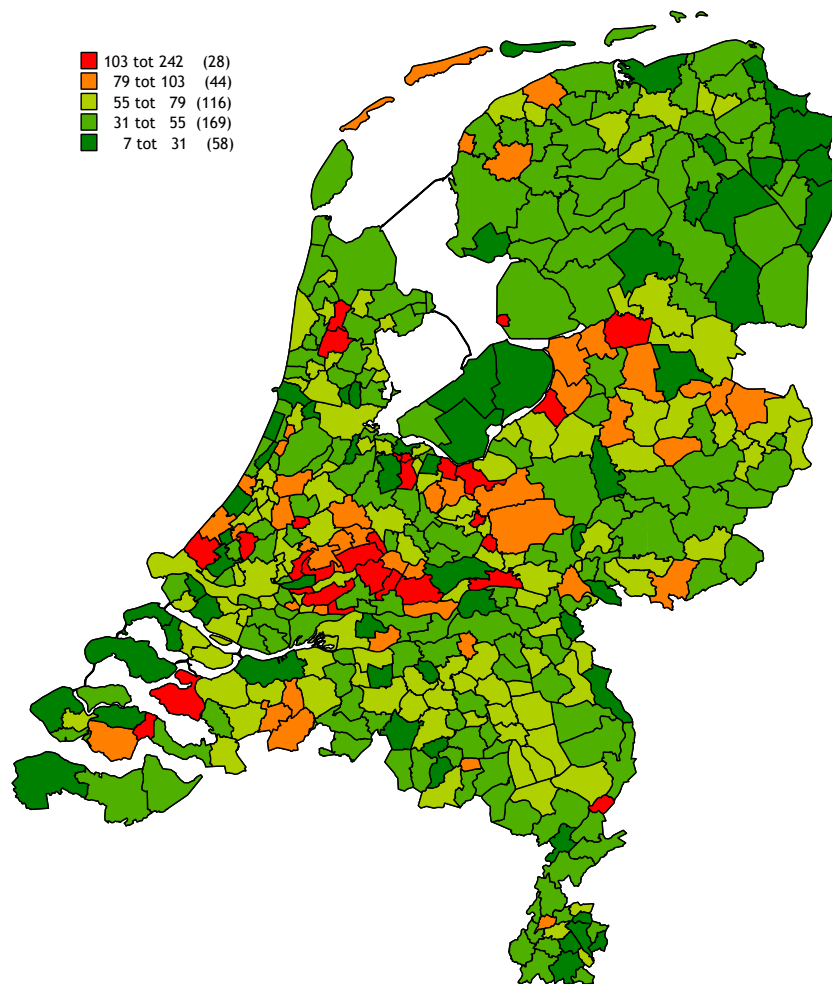 103 tot 242 (28)
79 tot 103 (44)
55 tot 79 (116)
31 tot 55 (169)
7 tot 31 (58)